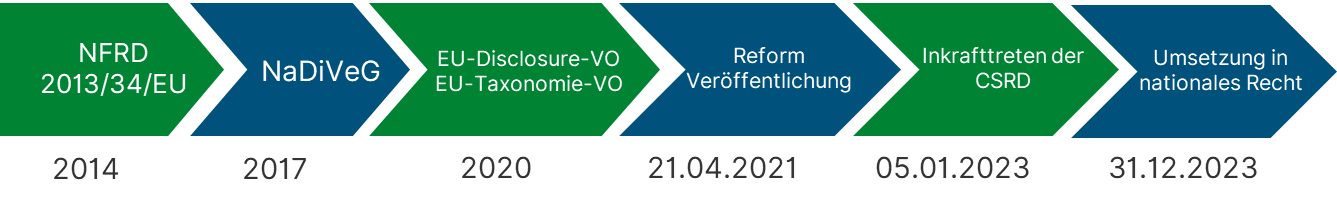 NFRD
2013/34/EU
NaDiVeG
EU-Disclosure-VO
EU-Taxonomie-VO
Reform
Veröffentlichung
Inkrafttreten der
CSRD
Umsetzung in
nationales Recht
2014
2017
2020
21.04.2021
05.01.2023
31.12.2023